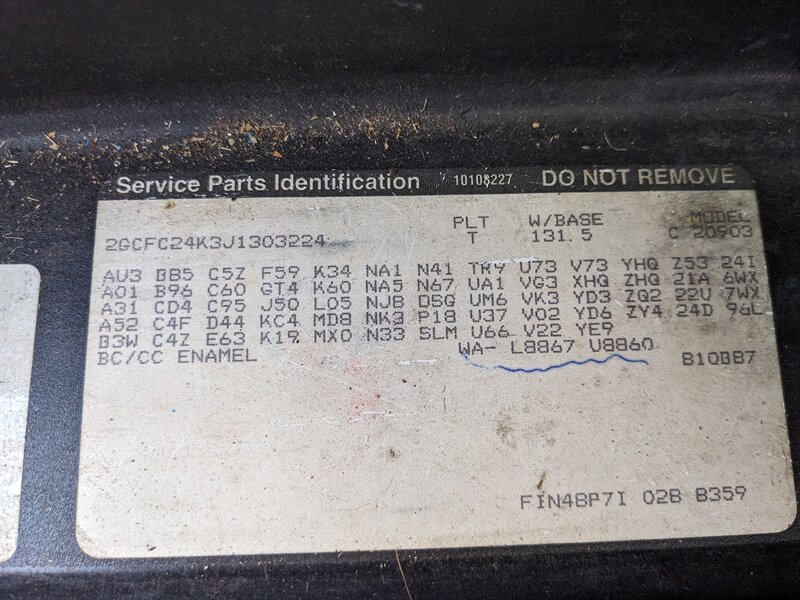 Service Parts Identification 10108227 DO NOT REMOVE
PLT W/BASE MODEL
2GCFC24K3J1303224 T 131.5 C 20903
AU3 BB5 C5Z F59 K34 NA1 N41 TR9 U73 V73 YHQ Z53 24I
A01 B96 C60 GT4 K60 NA5 N67 UA1 VG3 XHQ ZHQ 21A 6WX
A31 CD4 C95 J50 L05 NJB D5G UM6 VK3 YD3 ZQ2 22U 7WX
A52 C4F D44 KC4 MD8 NK3 P18 U37 VO2 YD6 ZY4 24D 96L
B3W C4Z E63 K19 MX0 N33 SLM U66 V22 YE9
BC/CC ENAMEL WA- L8867 U8860 B10BB7
FIN48P7I 02B B359